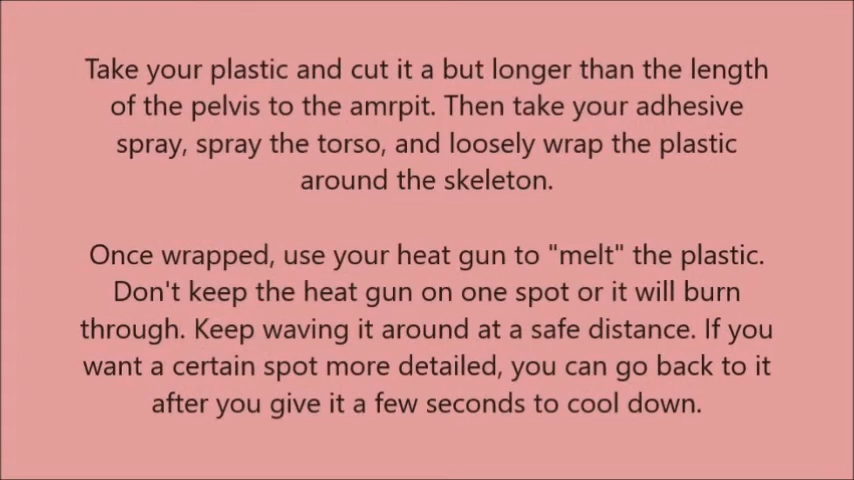 Take your plastic and cut it a but longer than the length
of the pelvis to the amrpit. Then take your adhesive
spray, spray the torso, and loosely wrap the plastic
around the skeleton.
Once wrapped, use your heat gun to "melt" the plastic.
Don't keep the heat gun on one spot or it will burn
through. Keep waving it around at a safe distance. If you
want a certain spot more detailed, you can go back to it
after you give it a few seconds to cool down.